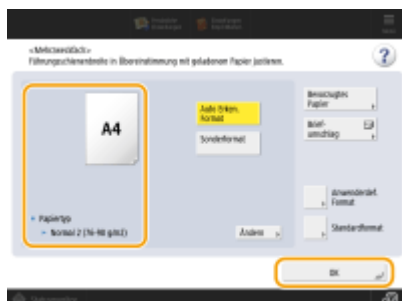 <Mehrzweckfach>
Führungsschienenbreite in Übereinstimmung mit geladenem Papier justieren.
?
A4
Auto Erken.
Format
Sonderformat
Bevorzugtes
Papier
Brief-
umschlag
Anwenderdef.
Format
Standardformat
Papiertyp
Normal 2 (76-90 g/m2)
Ändern
OK